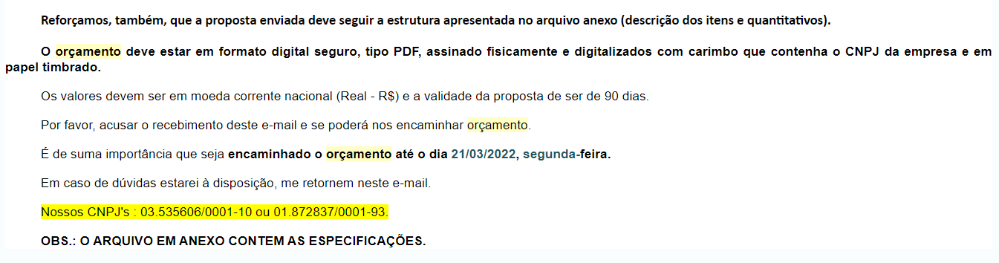 Reforçamos, também, que a proposta enviada deve seguir a estrutura apresentada no arquivo anexo (descrição dos itens e quantitativos).
O orçamento deve estar em formato digital seguro, tipo PDF, assinado fisicamente e digitalizados com carimbo que contenha o CNPJ da empresa e em
papel timbrado.
Os valores devem ser em moeda corrente nacional (Real - R$) e a validade da proposta de ser de 90 dias.
Por favor, acusar o recebimento deste e-mail e se poderá nos encaminhar orçamento.
É de suma importância que seja encaminhado o orçamento até o dia 21/03/2022, segunda-feira.
Em caso de dúvidas estarei à disposição, me retornem neste e-mail.
Nossos CNPJ's : 03.535606/0001-10 ou 01.872837/0001-93.
OBS.: O ARQUIVO EM ANEXO CONTEM AS ESPECIFICAÇÕES.